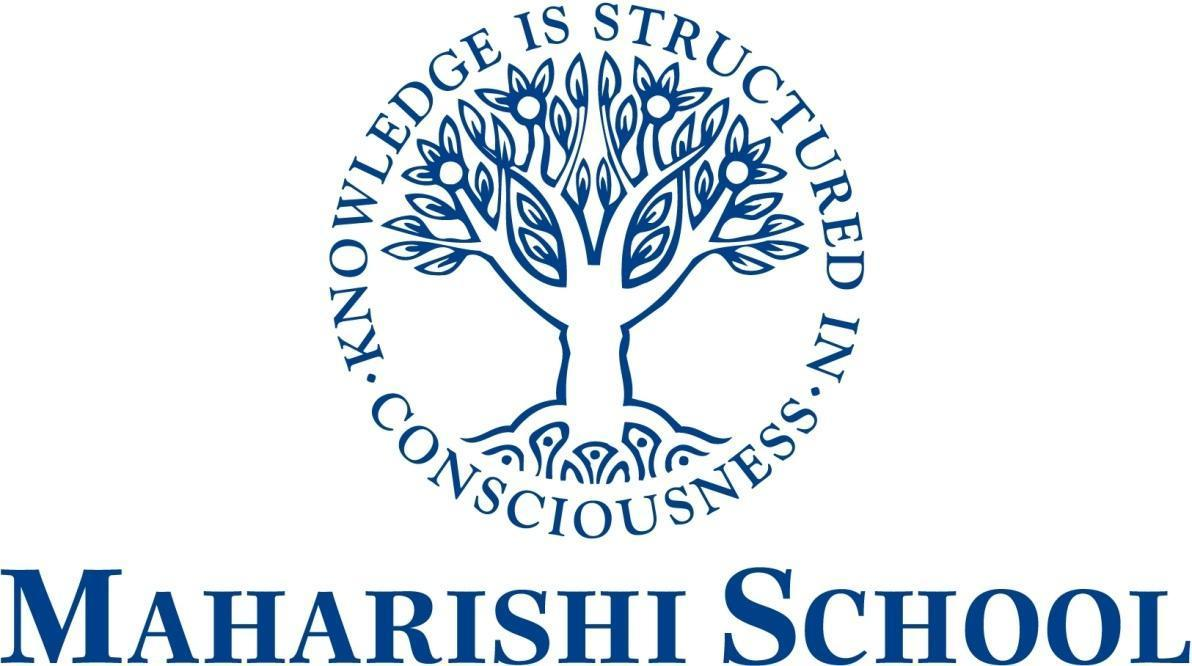 KNOWLEDGE IS STRUCTURED IN
· CONSCIOUSNESS ·
MAHARISHI SCHOOL